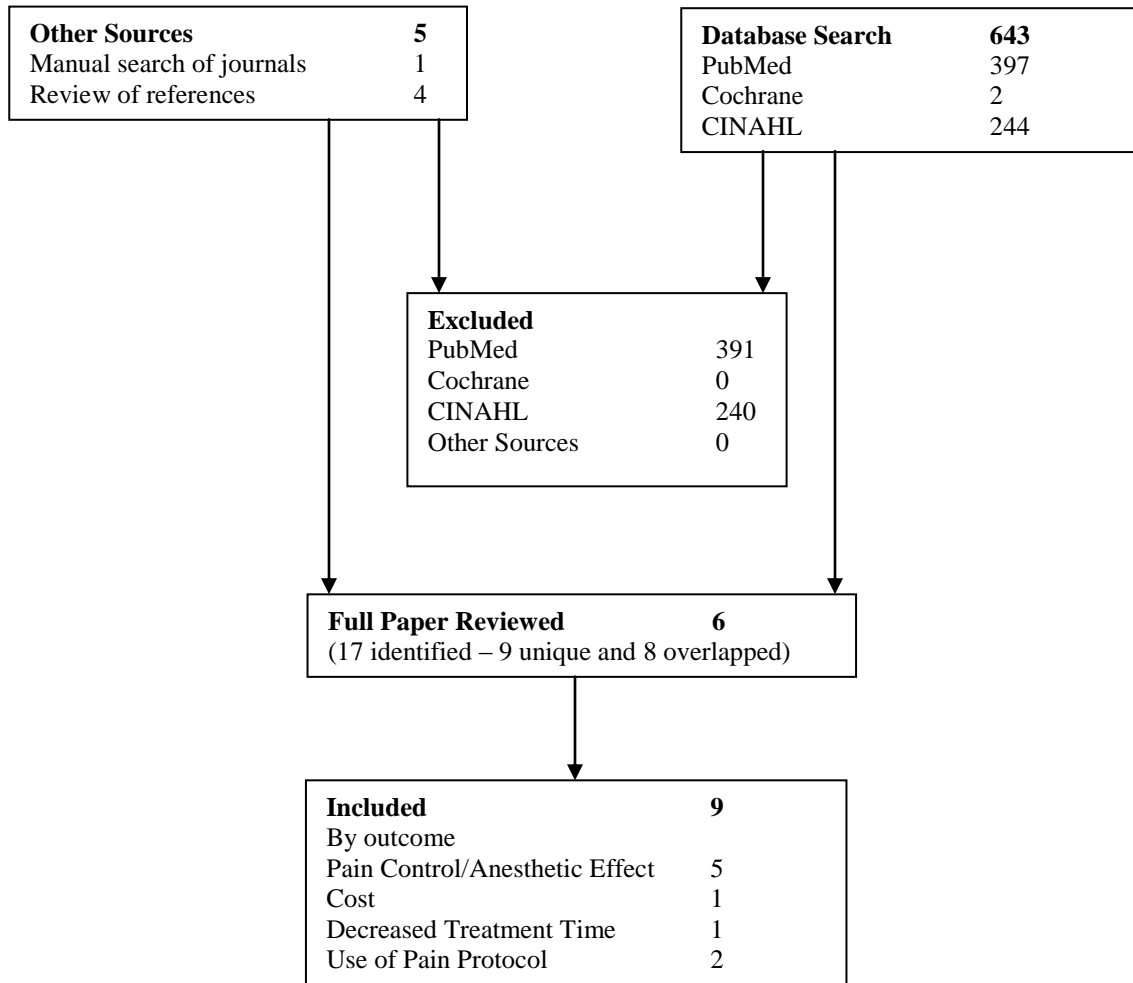 Other Sources 5
Manual search of journals 1
Review of references 4
Database Search 643
PubMed 397
Cochrane 2
CINAHL 244
Excluded
PubMed 391
Cochrane 0
CINAHL 240
Other Sources 0
Full Paper Reviewed 6
(17 identified – 9 unique and 8 overlapped)
Included 9
By outcome
Pain Control/Anesthetic Effect 5
Cost 1
Decreased Treatment Time 1
Use of Pain Protocol 2